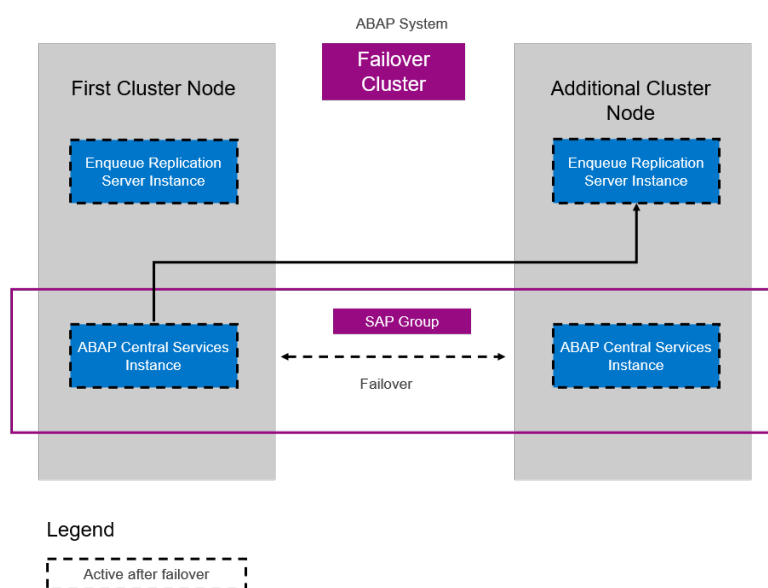 ABAP System
Failover
Cluster
First Cluster Node
Additional Cluster
Node
Enqueue Replication
Server Instance
Enqueue Replication
Server Instance
SAP Group
ABAP Central Services
Instance
ABAP Central Services
Instance
Failover
Legend
Active after failover